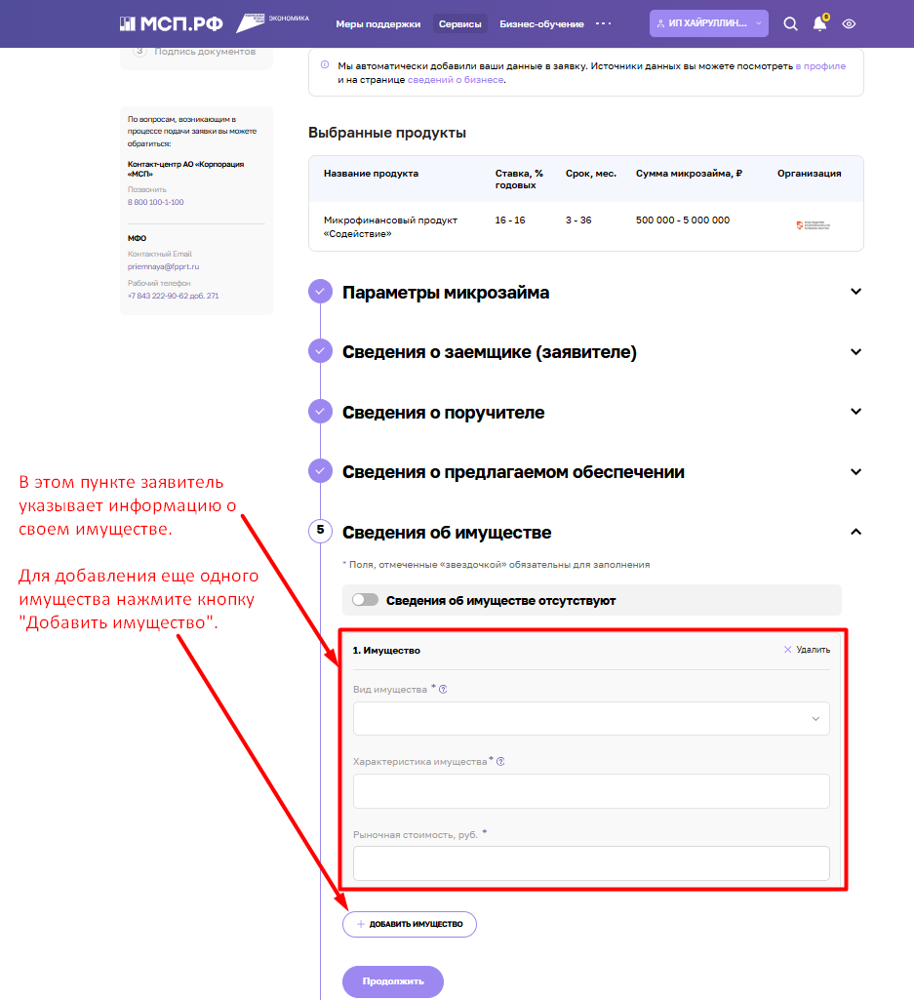 МСП.РФ
ЭКОНОМИКА
Меры поддержки
Сервисы
Бизнес-обучение
ИП ХАЙРУЛЛИН...
6
3 Подпись документов
Мы автоматически добавили ваши данные в заявку. Источники данных вы можете посмотреть в профиле
и на странице сведений о бизнесе.
По вопросам, возникающим в
процессе подачи заявки вы можете
обратиться:
Контакт-центр АО «Корпорация
«МСП»
Позвонить
8 800 100-1-100
МФО
Контактный Email
priemnaya@fpprt.ru
Рабочий телефон
+7 843 222-90-62 доб. 271
Выбранные продукты
Название продукта
Ставка, %
годовых
Срок, мес.
Сумма микрозайма, ₽
Организация
Микрофинансовый продукт
«Содействие»
16 - 16
3 - 36
500 000 - 5 000 000
Параметры микрозайма
Сведения о заемщике (заявителе)
Сведения о поручителе
Сведения о предлагаемом обеспечении
В этом пункте заявитель
указывает информацию о
своем имуществе.
Для добавления еще одного
имущества нажмите кнопку
"Добавить имущество".
5 Сведения об имуществе
* Поля, отмеченные «звездочкой» обязательны для заполнения
Сведения об имуществе отсутствуют
1. Имущество
Удалить
Вид имущества * ?
Характеристика имущества * ?
Рыночная стоимость, руб. *
+ ДОБАВИТЬ ИМУЩЕСТВО
Продолжить